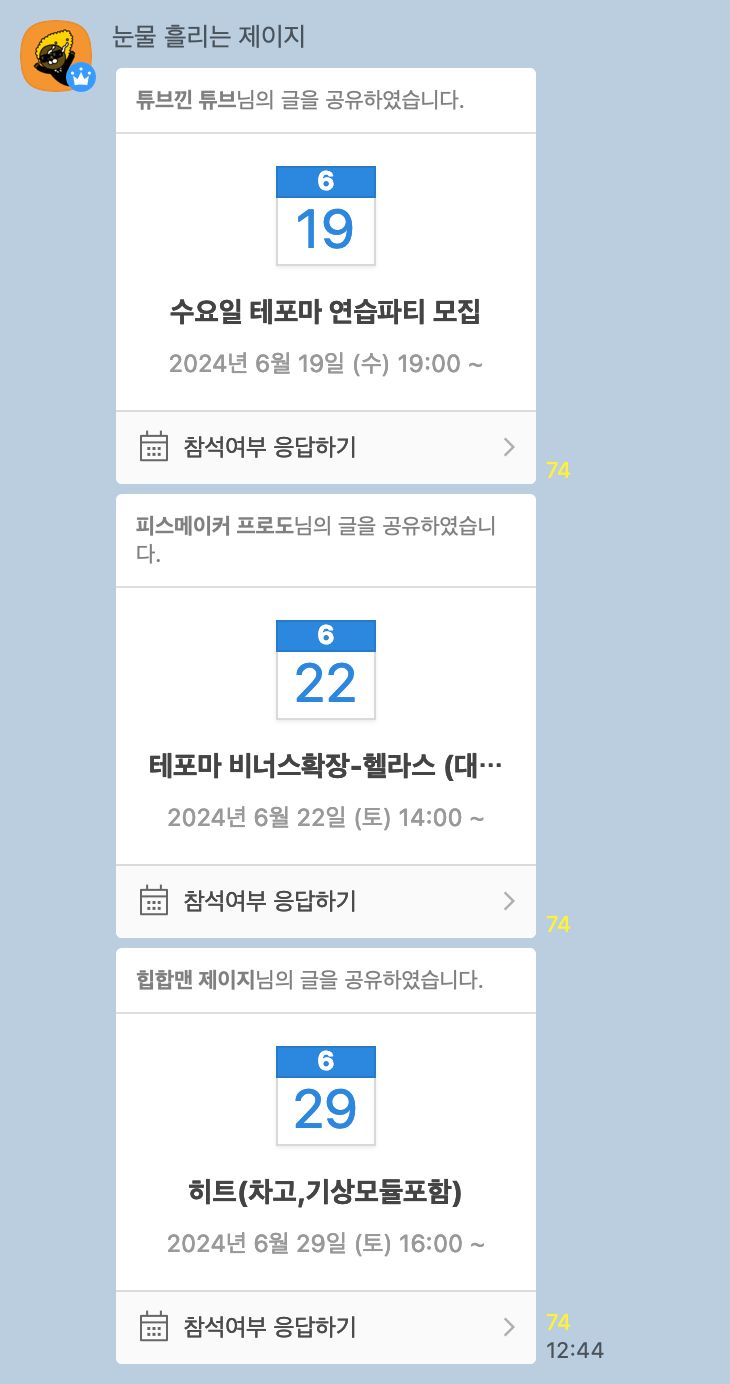 눈물 흘리는 제이지
튜브낀 튜브님의 글을 공유하였습니다.
6
19
수요일 테포마 연습파티 모집
2024년 6월 19일 (수) 19:00 ~
참석여부 응답하기
74
피스메이커 프로도님의 글을 공유하였습니
다.
6
22
테포마 비너스확장-헬라스 (대…
2024년 6월 22일 (토) 14:00 ~
참석여부 응답하기
74
힙합맨 제이지님의 글을 공유하였습니다.
6
29
히트(차고,기상모듈포함)
2024년 6월 29일 (토) 16:00 ~
참석여부 응답하기
74
12:44